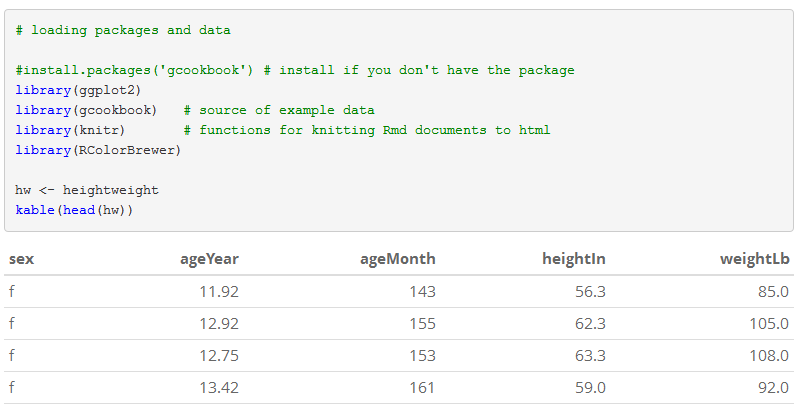 # loading packages and data
#install.packages('gcookbook') # install if you don't have the package
library(ggplot2)
library(gcookbook)   # source of example data
library(knitr)       # functions for knitting Rmd documents to html
library(RColorBrewer)
hw <- heightweight
kable(head(hw))
sex ageYear ageMonth heightIn weightLb
f 11.92 143 56.3 85.0
f 12.92 155 62.3 105.0
f 12.75 153 63.3 108.0
f 13.42 161 59.0 92.0